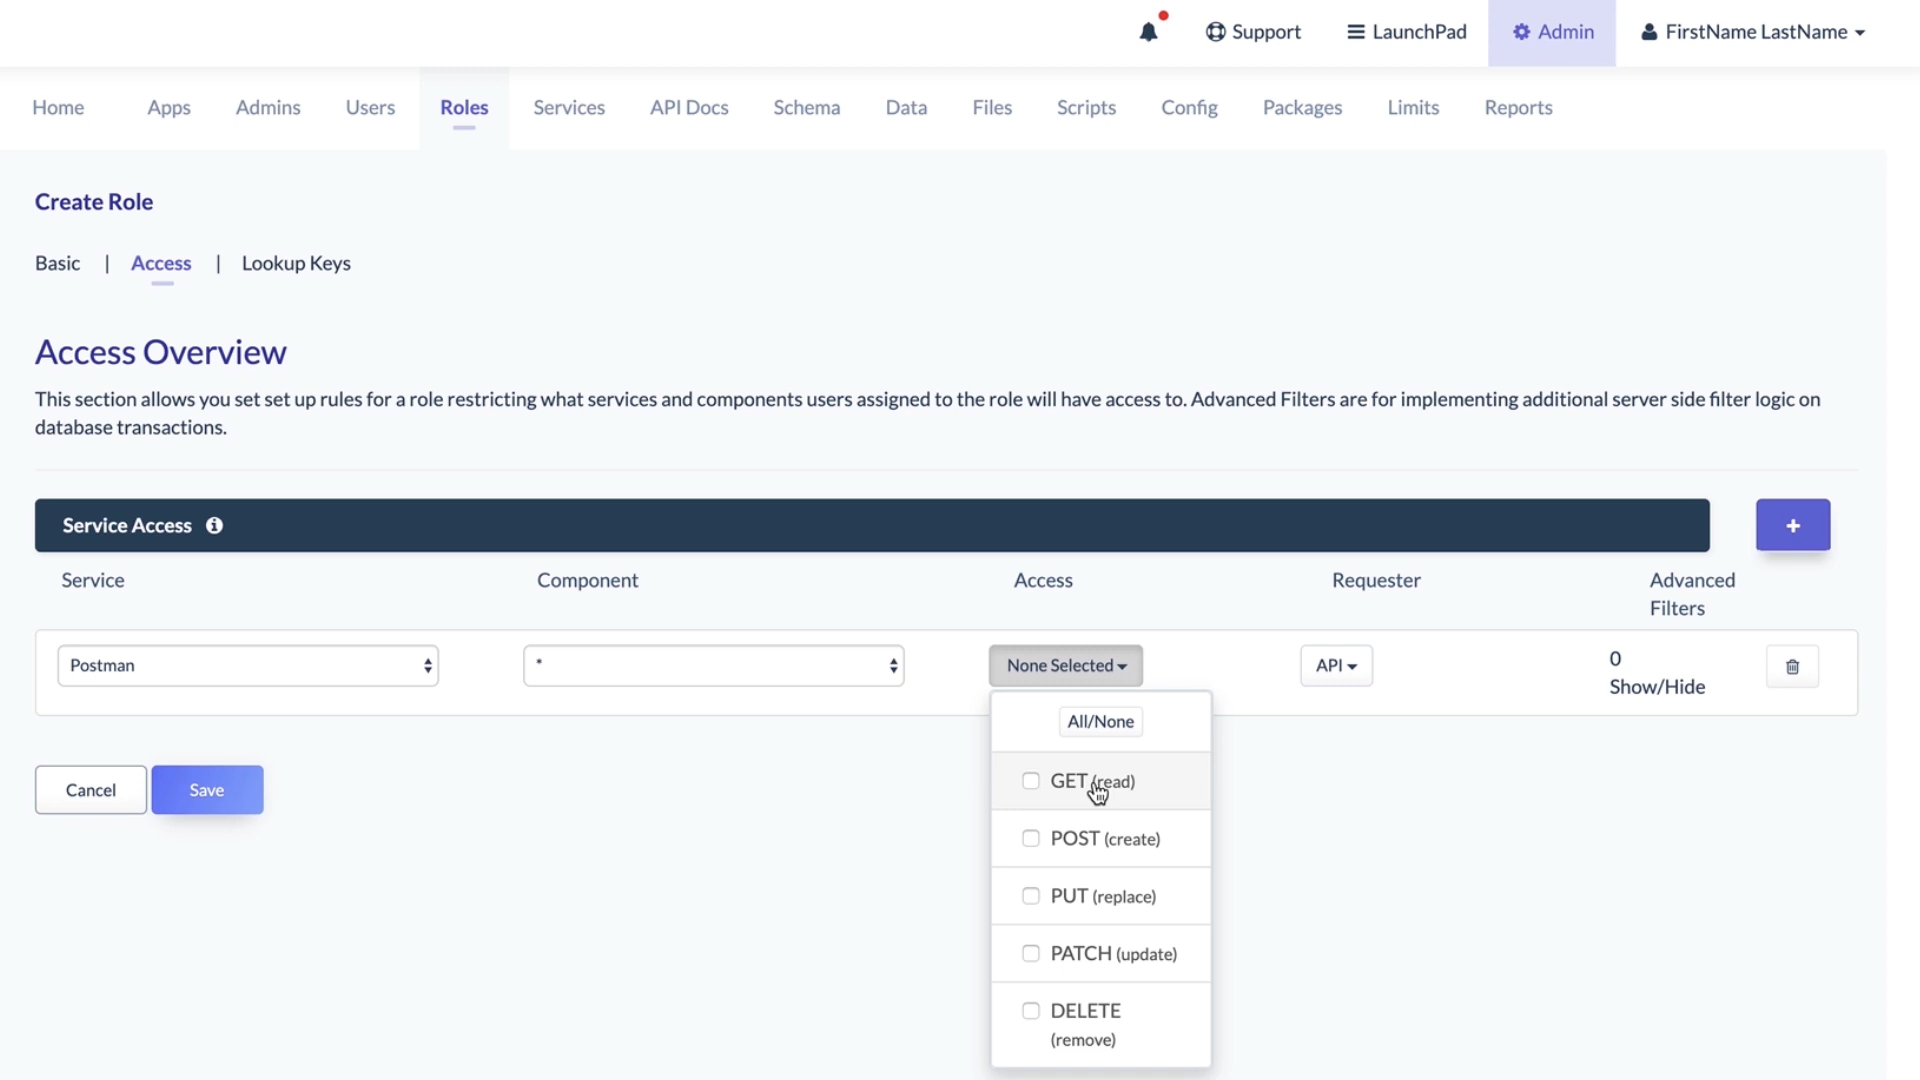 Support
LaunchPad
Admin
FirstName LastName
Home
Apps
Admins
Users
Roles
Services
API Docs
Schema
Data
Files
Scripts
Config
Packages
Limits
Reports
Create Role
Basic | Access | Lookup Keys
Access Overview
This section allows you set set up rules for a role restricting what services and components users assigned to the role will have access to. Advanced Filters are for implementing additional server side filter logic on
database transactions.
Service Access
+
Service
Component
Access
Requester
Advanced
Filters
Postman
*
None Selected
API
0
Show/Hide
All/None
GET (read)
POST (create)
PUT (replace)
PATCH (update)
DELETE
(remove)
Cancel
Save